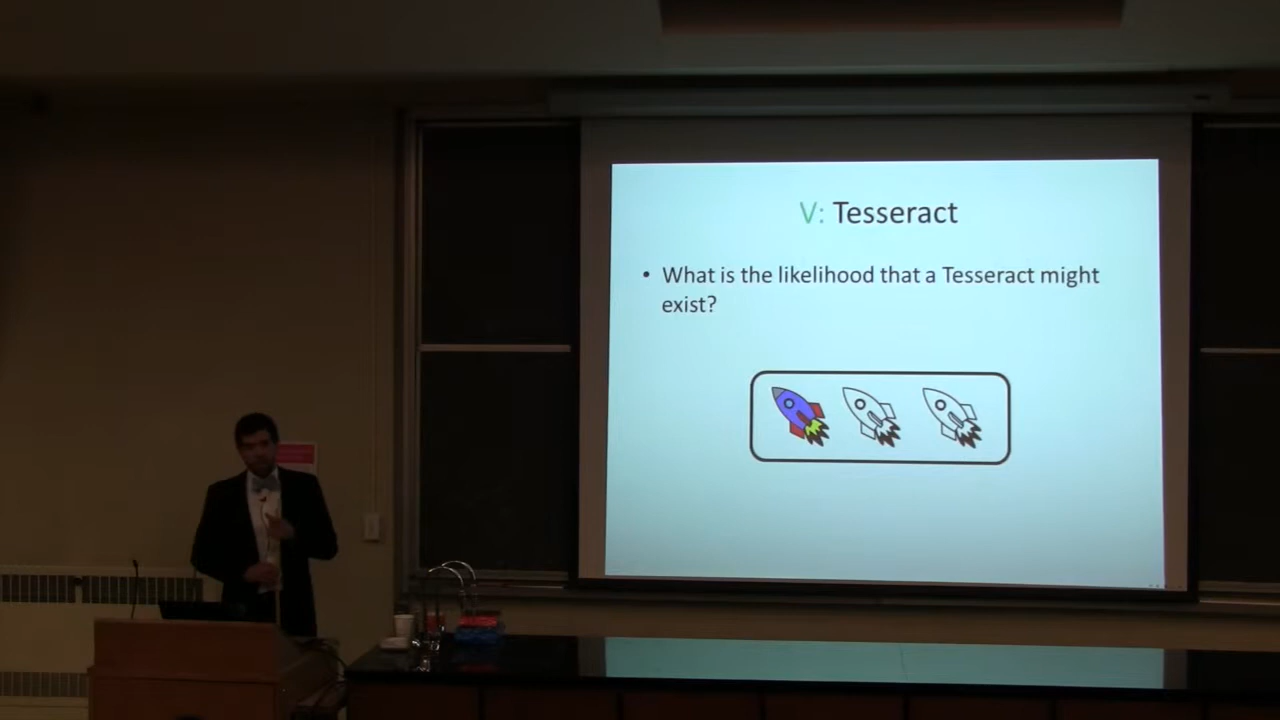 V: Tesseract
• What is the likelihood that a Tesseract might
exist?